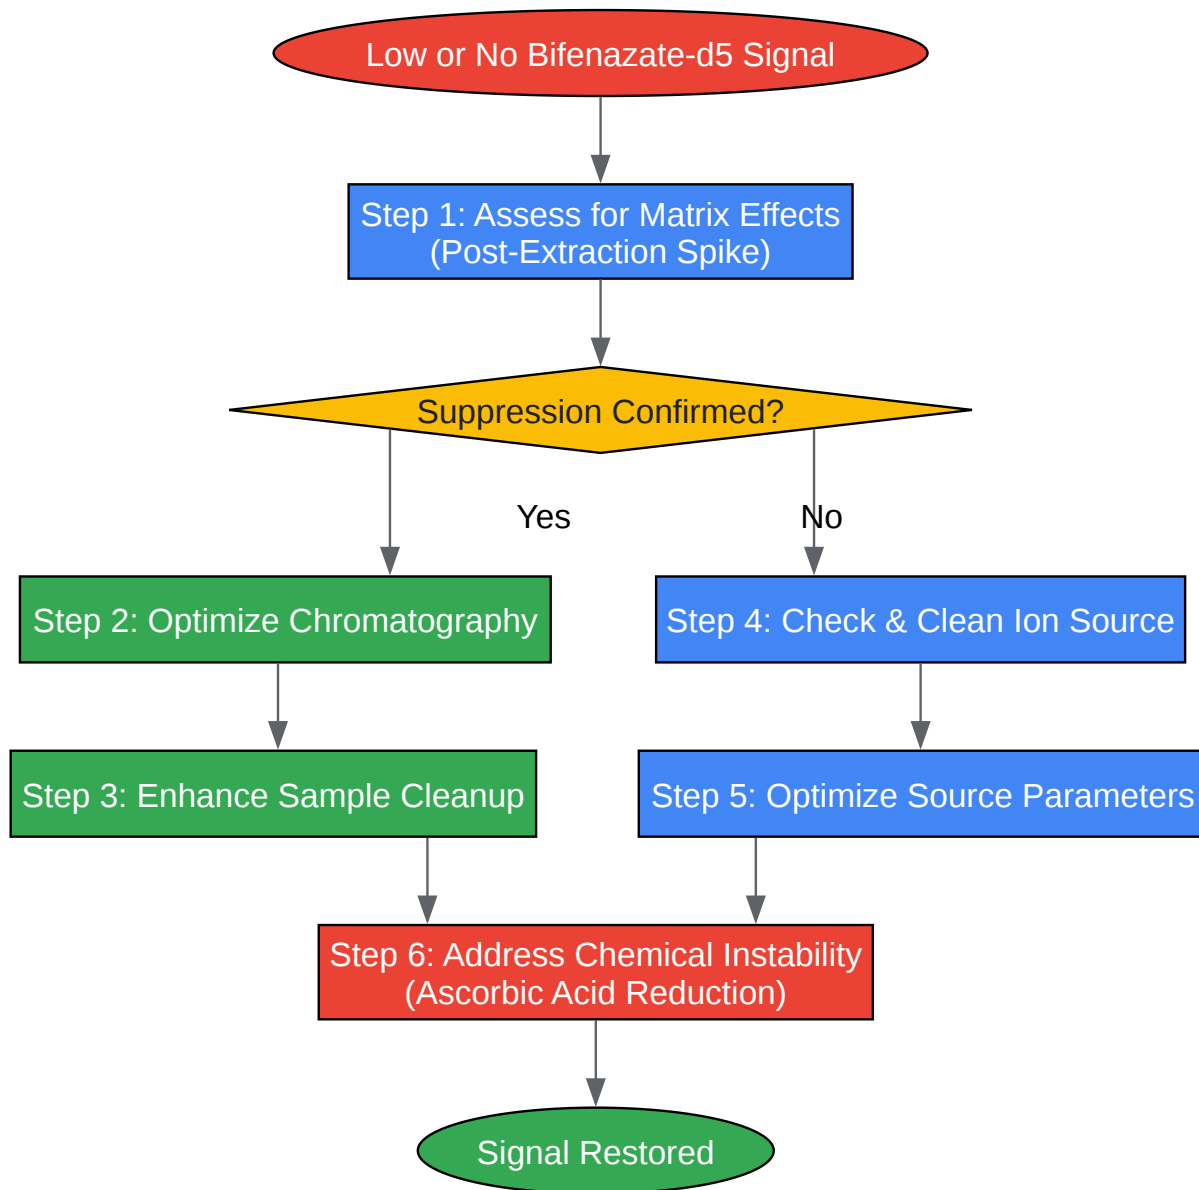 Low or No Bifenazate-d5 Signal
Step 1: Assess for Matrix Effects
(Post-Extraction Spike)
Suppression Confirmed?
Yes
No
Step 2: Optimize Chromatography
Step 4: Check & Clean Ion Source
Step 3: Enhance Sample Cleanup
Step 5: Optimize Source Parameters
Step 6: Address Chemical Instability
(Ascorbic Acid Reduction)
Signal Restored